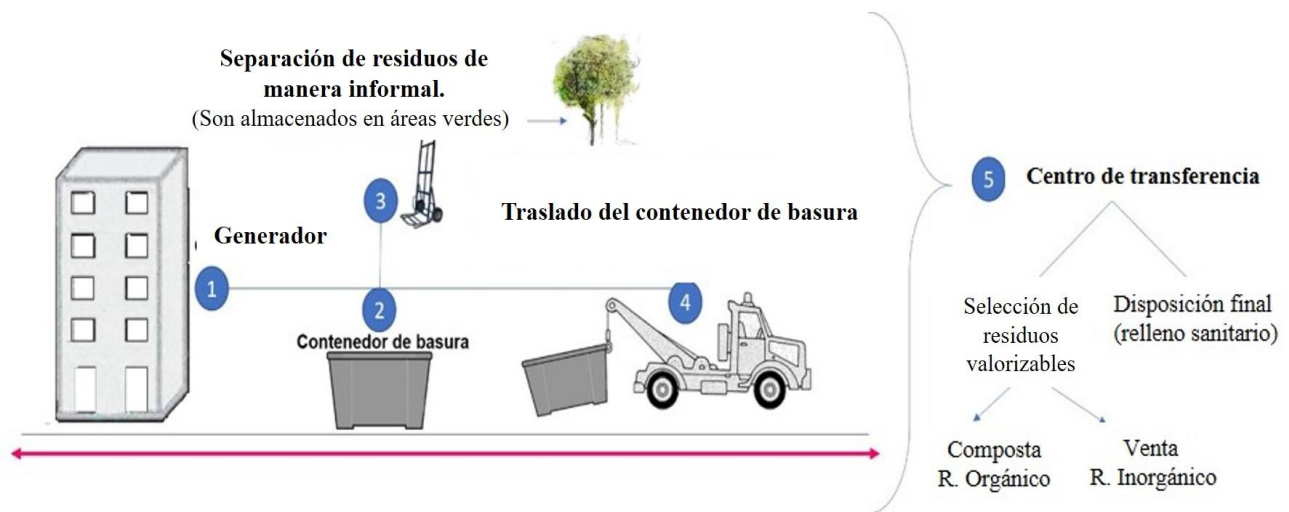 Separación de residuos de
manera informal.
(Son almacenados en áreas verdes)
3
Traslado del contenedor de basura
Generador
1
2
Contenedor de basura
4
5
Centro de transferencia
Selección de
residuos
valorizables
Disposición final
(relleno sanitario)
Composta
R. Orgánico
Venta
R. Inorgánico